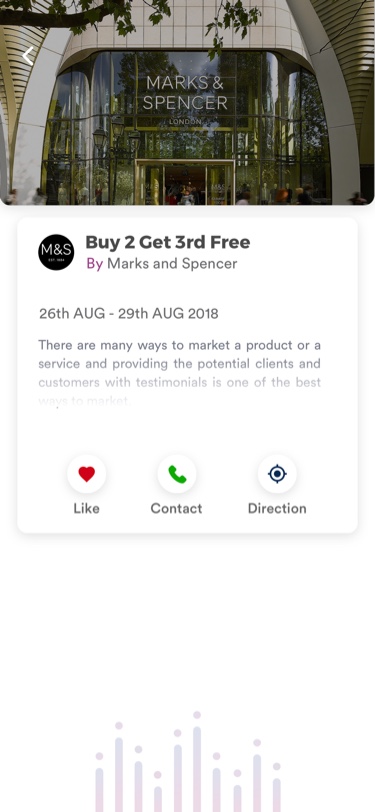 MARKS &
SPENCER
LONDON
M&S
EST. 1884
Buy 2 Get 3rd Free
By Marks and Spencer
26th AUG - 29th AUG 2018
There are many ways to market a product or a
service and providing the potential clients and
customers with testimonials is one of the best
ways to market
Like
Contact
Direction